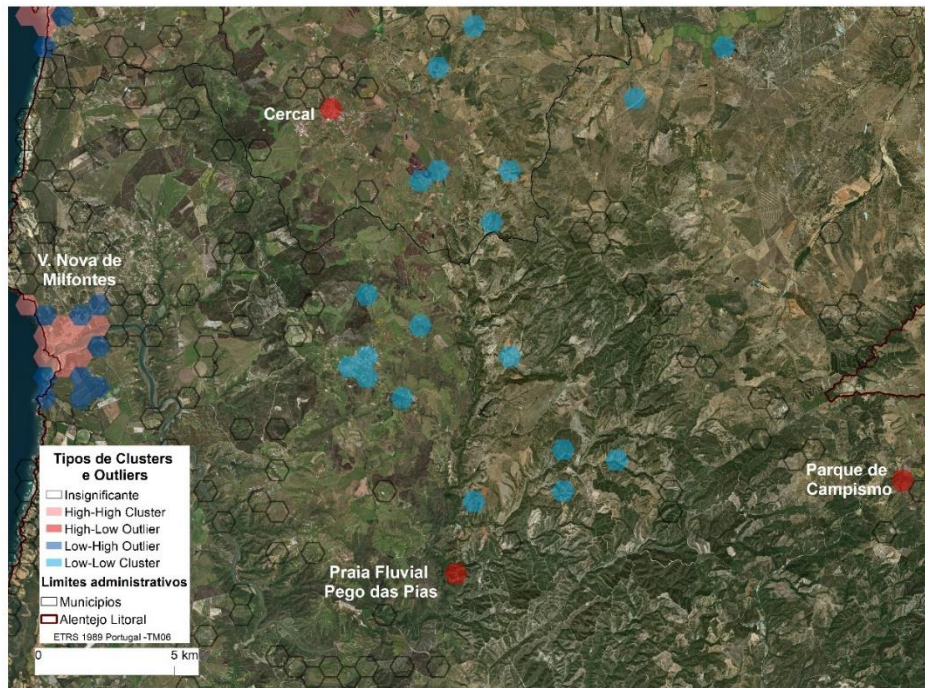 Cercal
V. Nova de
Milfontes
Parque de
Campismo
Praia Fluvial
Pego das Pias
Tipos de Clusters
e Outliers
Insignificante
High-High Cluster
High-Low Outlier
Low-High Outlier
Low-Low Cluster
Limites administrativos
Municipios
Alentejo Litoral
ETRS 1989 Portugal -TM06
0 5 km